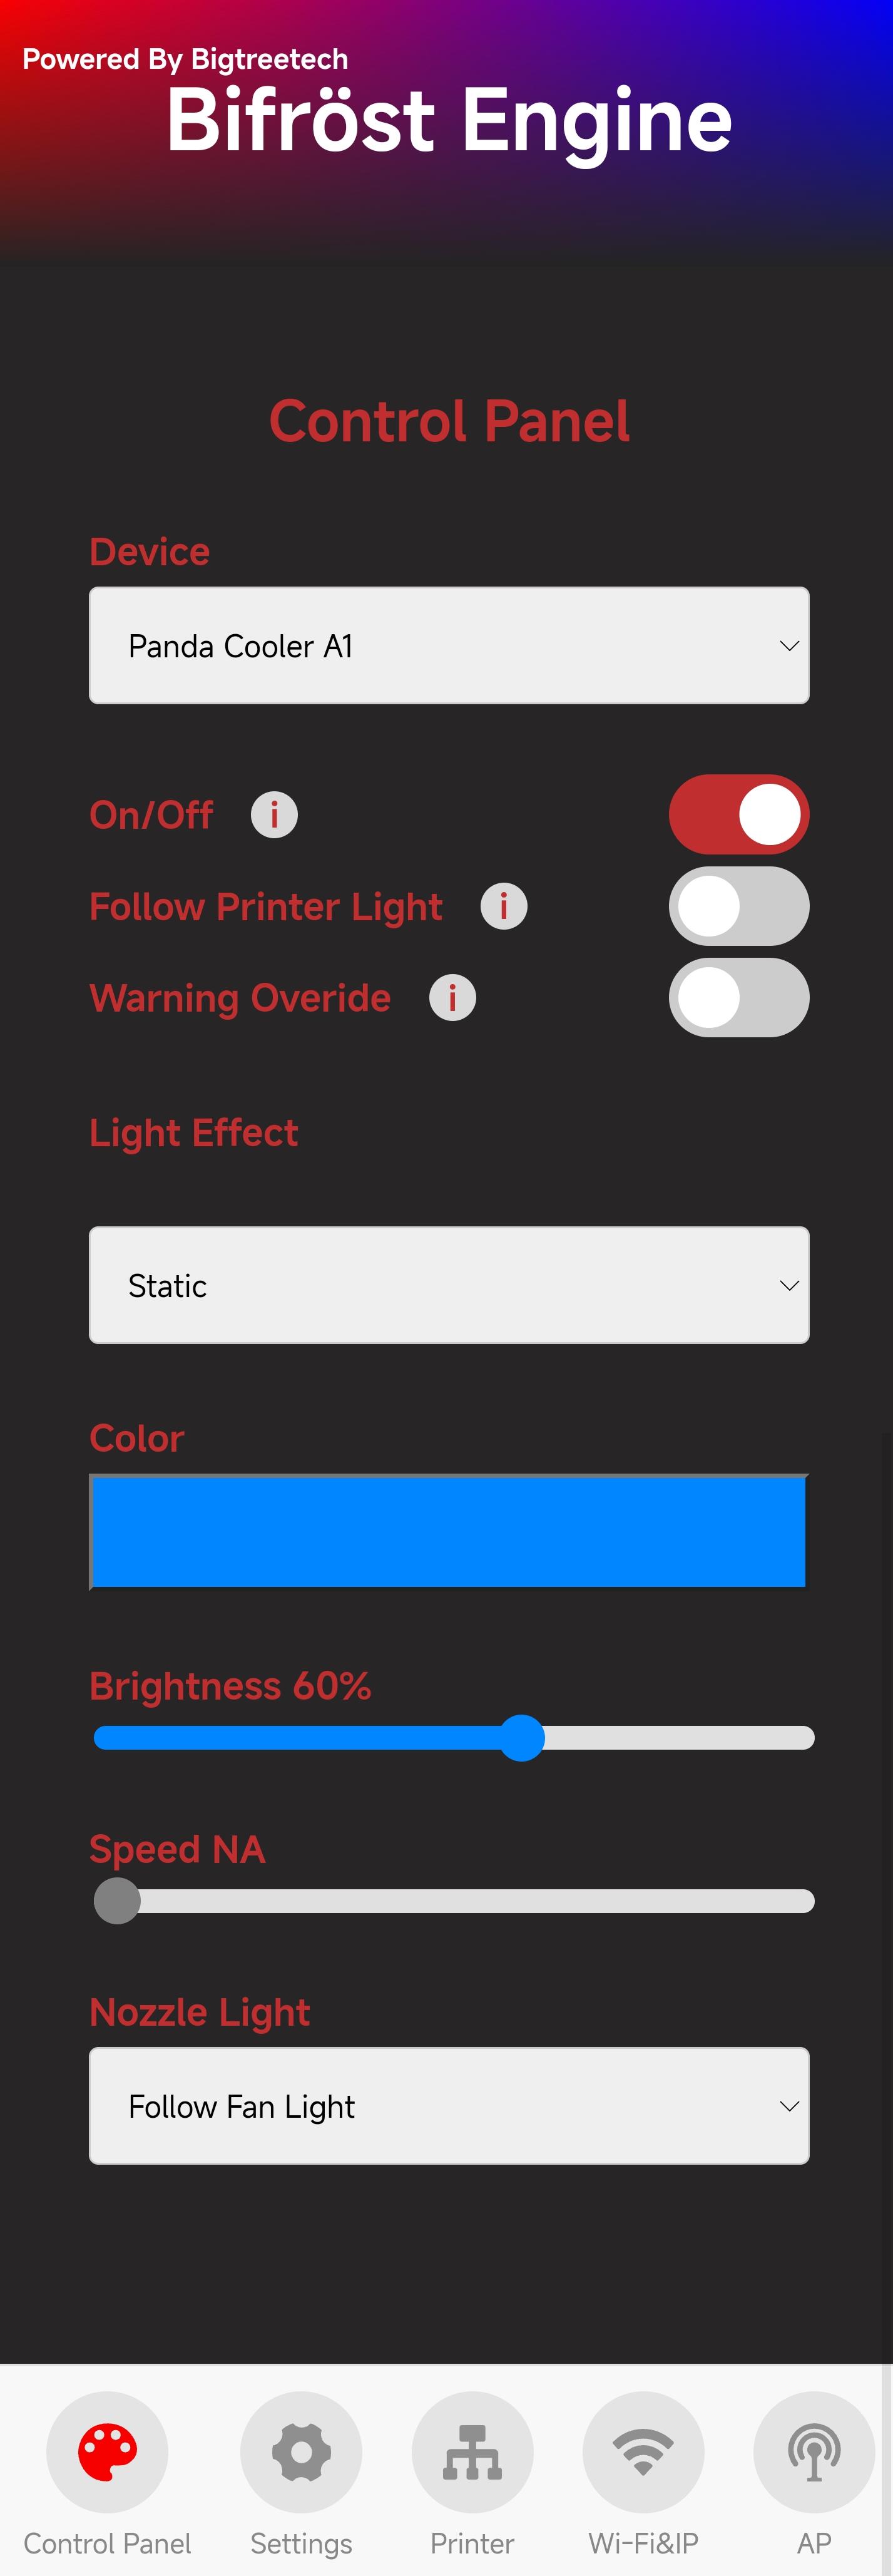 Powered By Bigtreetech
Bifröst Engine
Control Panel
Device
Panda Cooler A1
On/Off i
Follow Printer Light i
Warning Overide i
Light Effect
Static
Color
Brightness 60%
Speed NA
Nozzle Light
Follow Fan Light
Control Panel Settings Printer Wi-Fi&IP AP